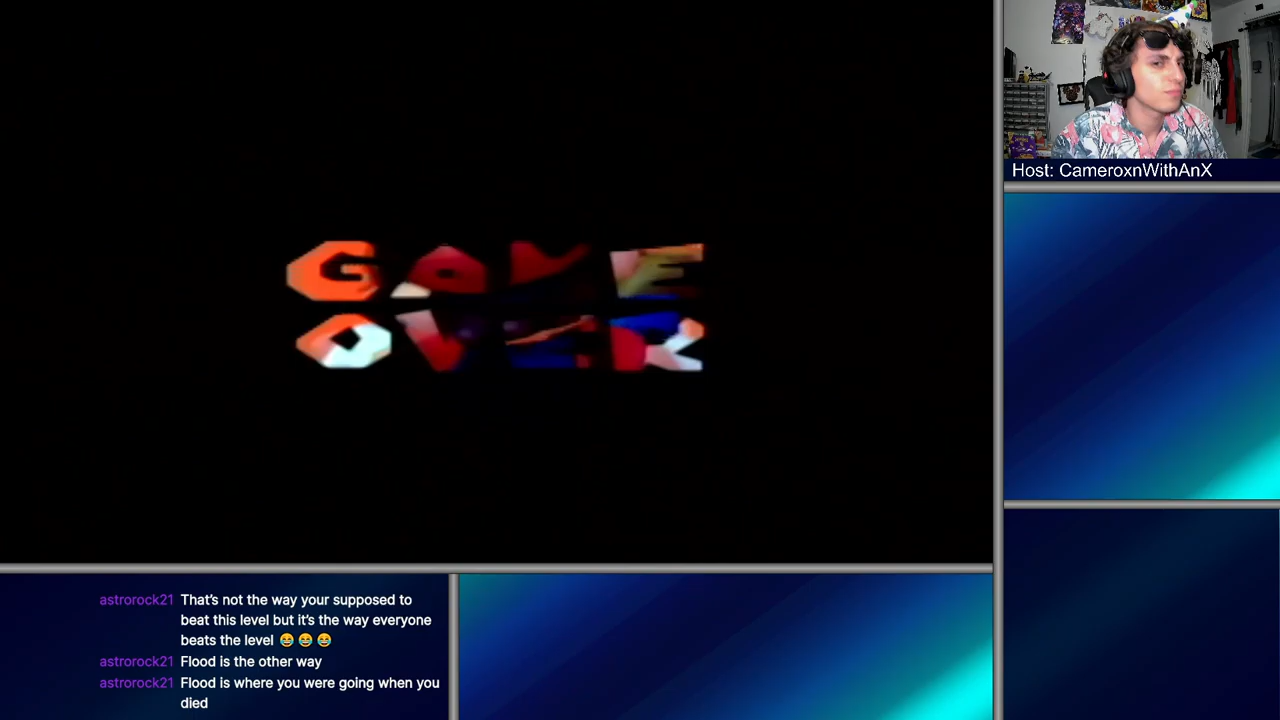 GAME
OVER
Host: CameroxnWithAnX
astrorock21 That's not the way your supposed to
beat this level but it's the way everyone
beats the level 😂 😂 😂
astrorock21 Flood is the other way
astrorock21 Flood is where you were going when you
died